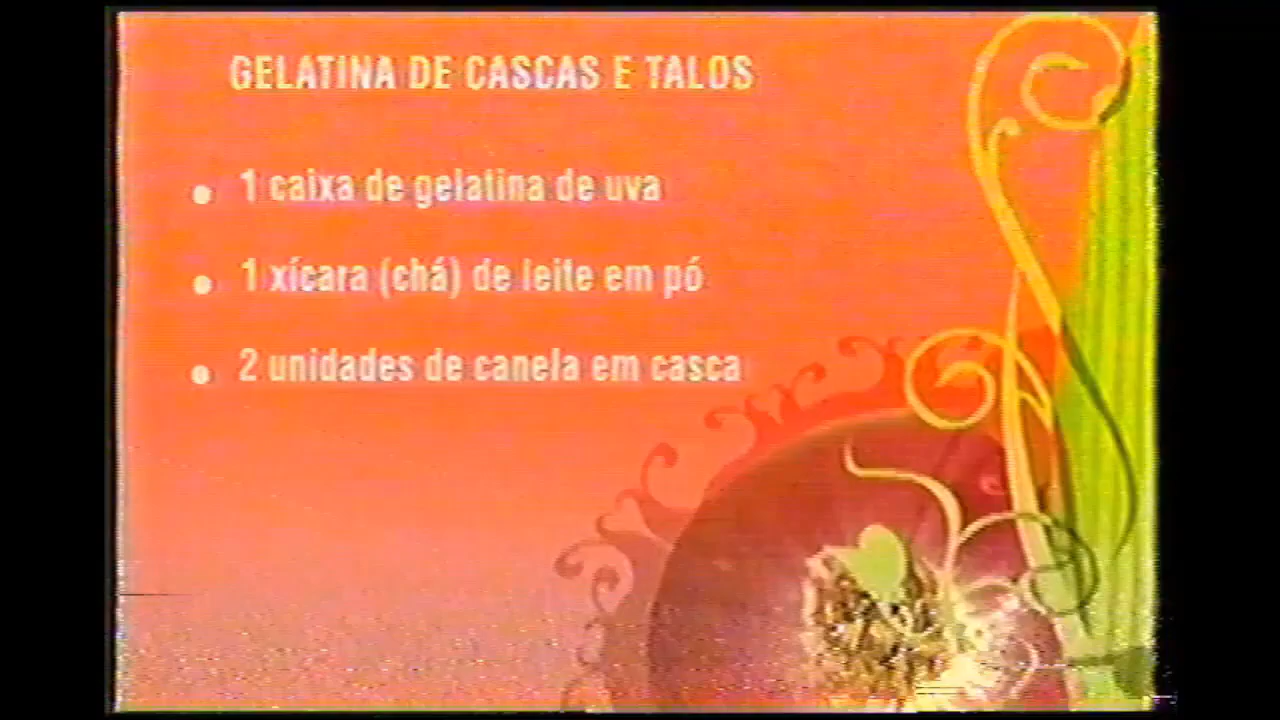 GELATINA DE CASCAS E TALOS
• 1 caixa de gelatina de uva
• 1 xícara (chá) de leite em pó
• 2 unidades de canela em casca